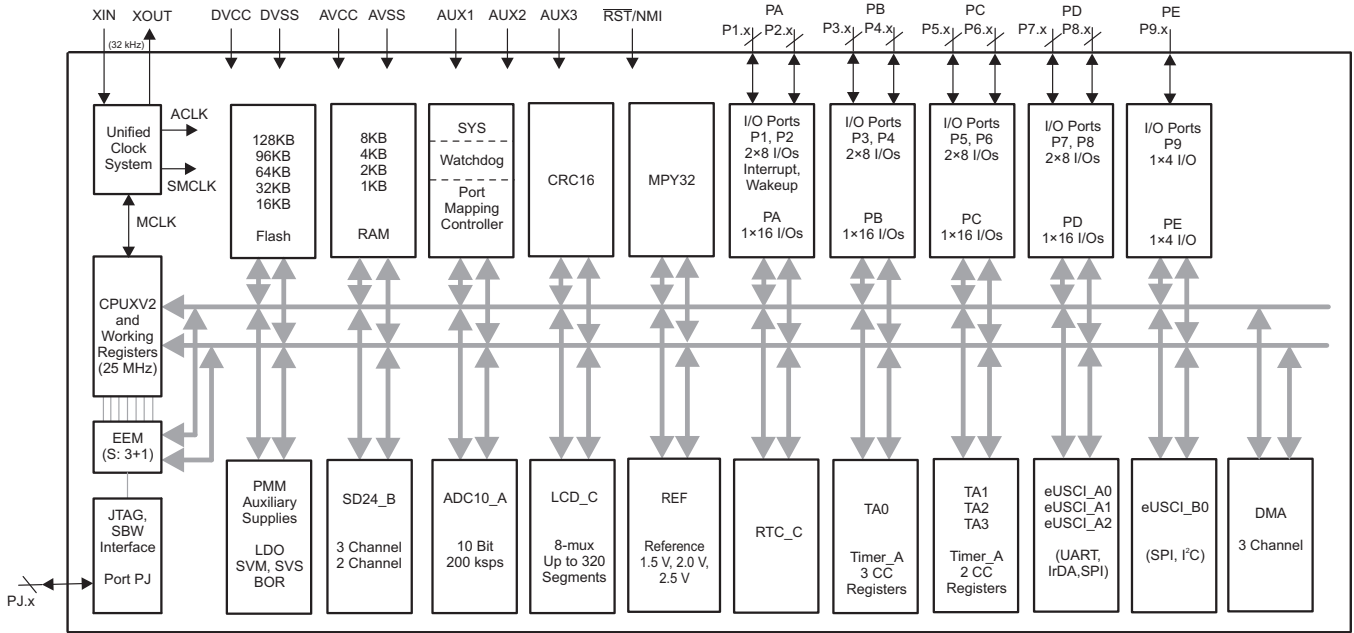 XIN
XOUT
(32 kHz)
DVCC
DVSS
AVCC
AVSS
AUX1
AUX2
AUX3
RST/NMI
PA
P1.x
P2.x
PB
P3.x
P4.x
PC
P5.x
P6.x
PD
P7.x
P8.x
PE
P9.x
Unified
Clock
System
ACLK
SMCLK
MCLK
128KB
96KB
64KB
32KB
16KB
Flash
8KB
4KB
2KB
1KB
RAM
SYS
Watchdog
Port
Mapping
Controller
CRC16
MPY32
I/O Ports
P1, P2
2×8 I/Os
Interrupt,
Wakeup
PA
1×16 I/Os
I/O Ports
P3, P4
2×8 I/Os
PB
1×16 I/Os
I/O Ports
P5, P6
2×8 I/Os
PC
1×16 I/Os
I/O Ports
P7, P8
2×8 I/Os
PD
1×16 I/Os
I/O Ports
P9
1×4 I/O
PE
1×4 I/O
CPUXV2
and
Working
Registers
(25 MHz)
EEM
(S: 3+1)
JTAG,
SBW
Interface
Port PJ
PJ.x
PMM
Auxiliary
Supplies
LDO
SVM, SVS
BOR
SD24_B
3 Channel
2 Channel
ADC10_A
10 Bit
200 ksps
LCD_C
8-mux
Up to 320
Segments
REF
Reference
1.5 V, 2.0 V,
2.5 V
RTC_C
TA0
Timer_A
3 CC
Registers
TA1
TA2
TA3
Timer_A
2 CC
Registers
eUSCI_A0
eUSCI_A1
eUSCI_A2
(UART,
IrDA,SPI)
eUSCI_B0
(SPI, I²C)
DMA
3 Channel